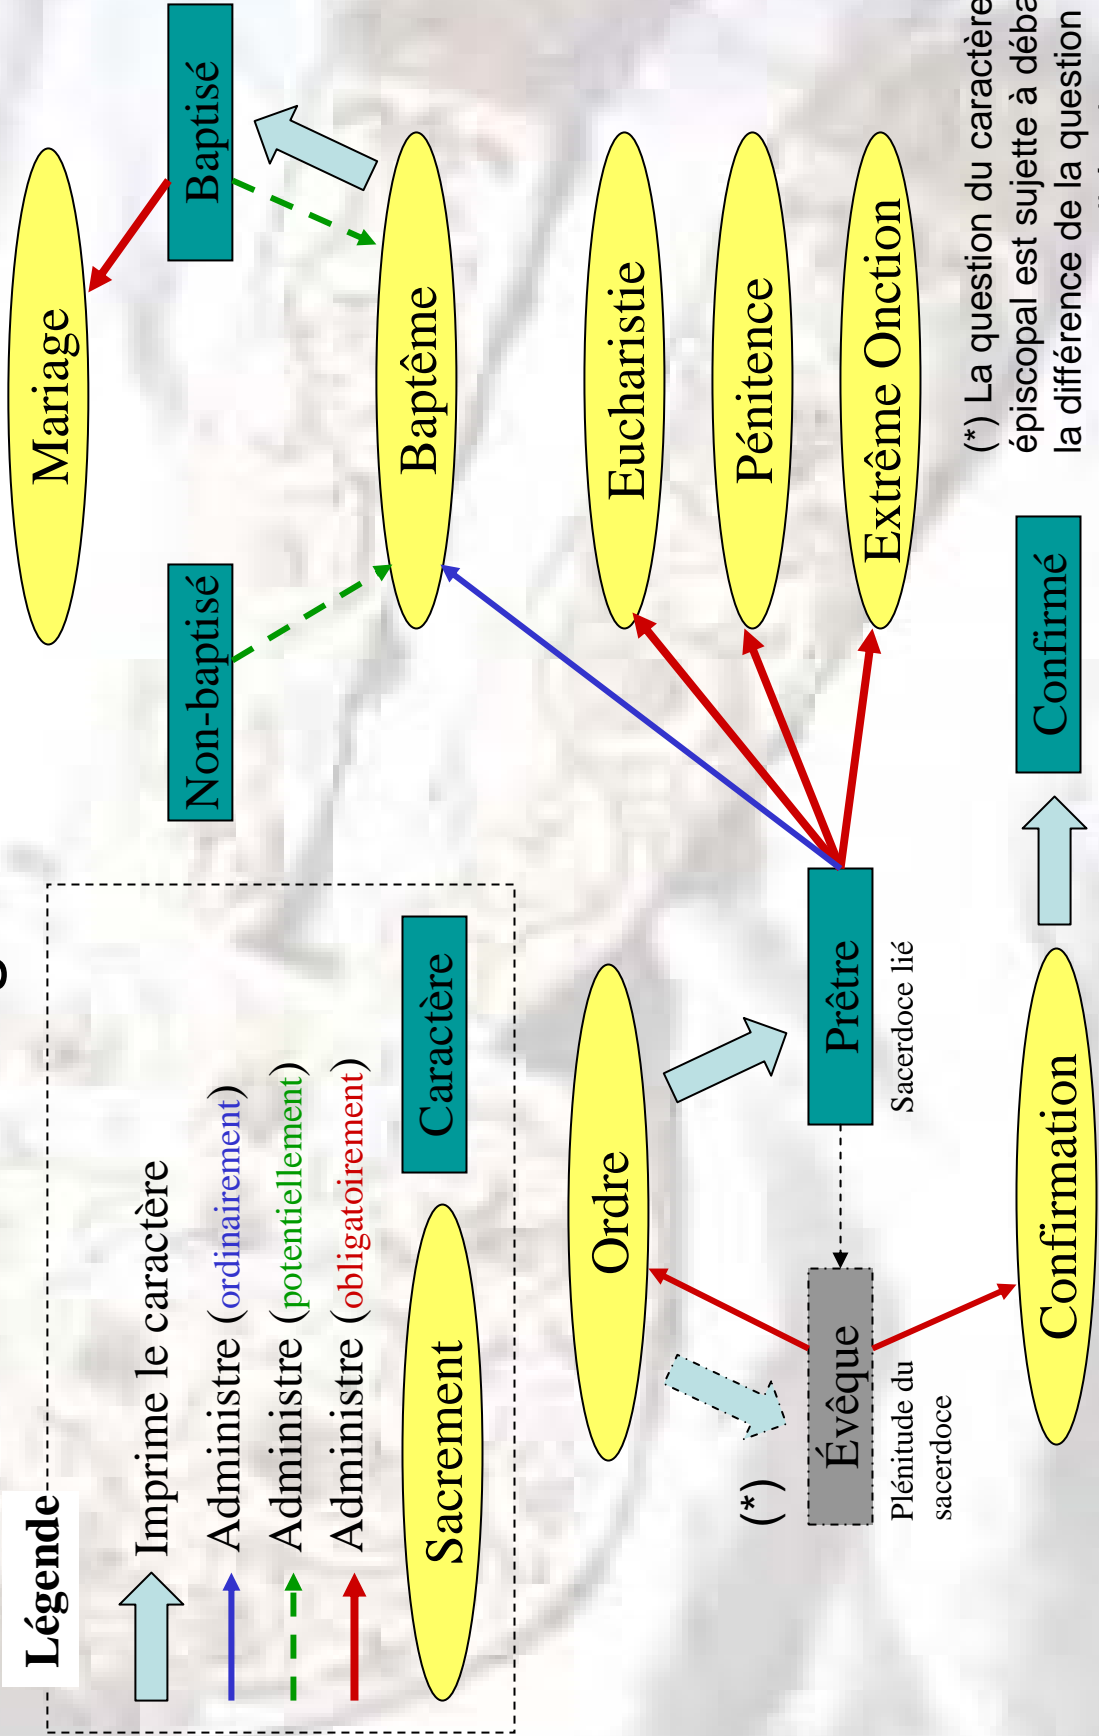 Légende
Imprime le caractère
Administre (ordinairement)
Administre (potentiellement)
Administre (obligatoirement)
Sacrement
Caractère
Mariage
Non-baptisé
Baptisé
Baptême
Ordre
Eucharistie
Pénitence
Extrême Onction
(*)
Évêque
Prêtre
Plénitude du
sacerdoce
Sacerdoce lié
Confirmation
Confirmé
(*) La question du caractère
épiscopal est sujette à déba
la différence de la question